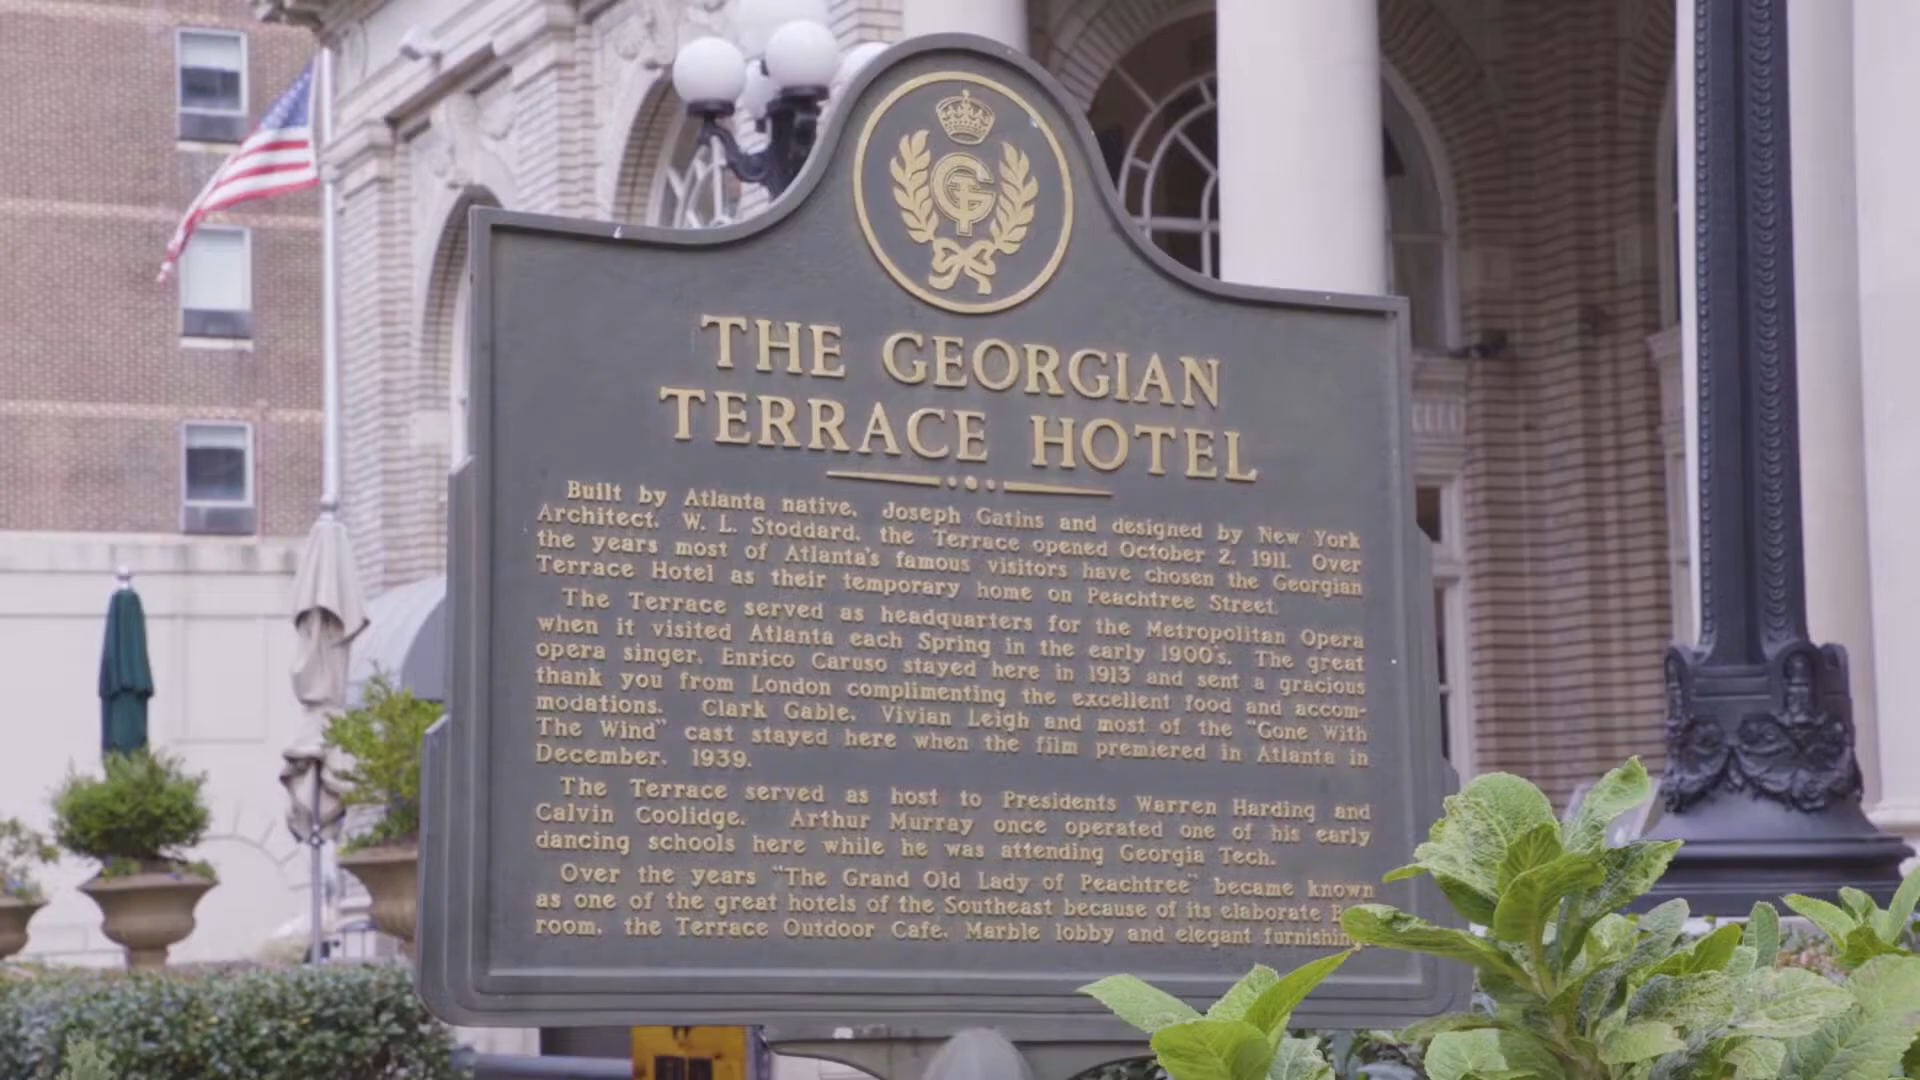 GT
THE GEORGIAN
TERRACE HOTEL
Built by Atlanta native, Joseph Gatins and designed by New York
Architect, W. L. Stoddard, the Terrace opened October 2, 1911. Over
the years most of Atlanta's famous visitors have chosen the Georgian
Terrace Hotel as their temporary home on Peachtree Street.
The Terrace served as headquarters for the Metropolitan Opera
when it visited Atlanta each Spring in the early 1900's. The great
opera singer, Enrico Caruso stayed here in 1913 and sent a gracious
thank you from London complimenting the excellent food and accom-
modations. Clark Gable, Vivian Leigh and most of the "Gone With
The Wind" cast stayed here when the film premiered in Atlanta in
December, 1939.
The Terrace served as host to Presidents Warren Harding and
Calvin Coolidge. Arthur Murray once operated one of his early
dancing schools here while he was attending Georgia Tech.
Over the years "The Grand Old Lady of Peachtree" became known
as one of the great hotels of the Southeast because of its elaborate
room, the Terrace Outdoor Cafe, Marble lobby and elegant